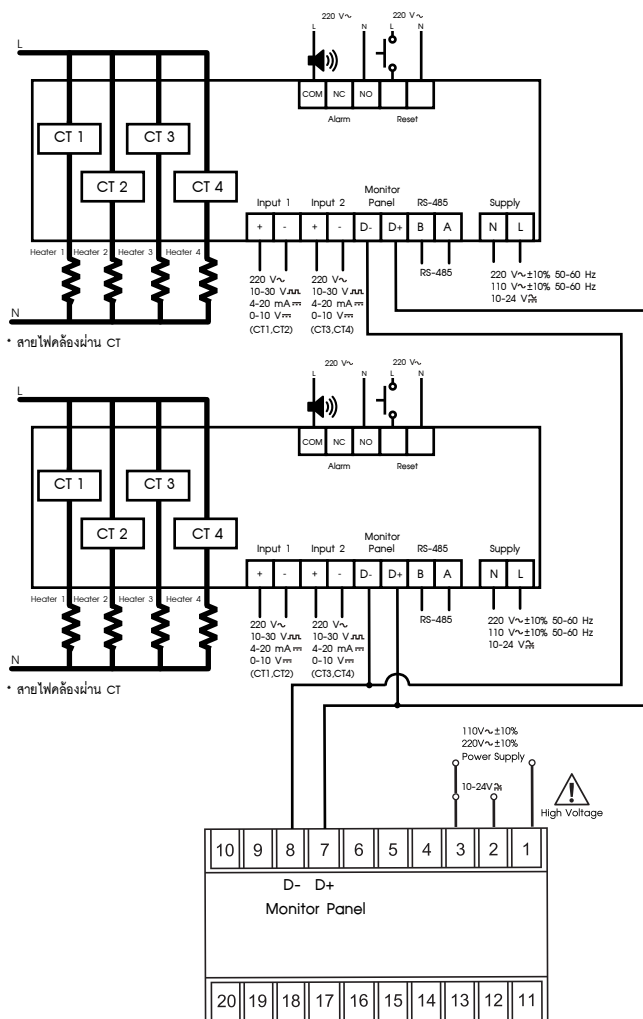 220 V~
L N L N
L
COM NC NO
Alarm Reset
CT 1 CT 3
CT 2 CT 4
Monitor
Input 1 Input 2 Panel RS-485 Supply
+ - + - D- D+ B A N L
Heater 1 Heater 2 Heater 3 Heater 4
RS-485
220 V~ 220 V~ 220 V~±10% 50-60 Hz
10-30 V 10-30 V 110 V~±10% 50-60 Hz
4-20 mA 4-20 mA 10-24 V
0-10 V 0-10 V
(CT1,CT2) (CT3,CT4)
N
* สายไฟคล้องผ่าน CT
220 V~ 220 V~
L N L N
L
COM NC NO
Alarm Reset
CT 1 CT 3
CT 2 CT 4
Monitor
Input 1 Input 2 Panel RS-485 Supply
+ - + - D- D+ B A N L
Heater 1 Heater 2 Heater 3 Heater 4
RS-485
220 V~ 220 V~ 220 V~±10% 50-60 Hz
10-30 V 10-30 V 110 V~±10% 50-60 Hz
4-20 mA 4-20 mA 10-24 V
0-10 V 0-10 V
(CT1,CT2) (CT3,CT4)
N
* สายไฟคล้องผ่าน CT
110V~±10%
220V~±10%
Power Supply
10-24V
High Voltage
10 9 8 7 6 5 4 3 2 1
D- D+
Monitor Panel
20 19 18 17 16 15 14 13 12 11